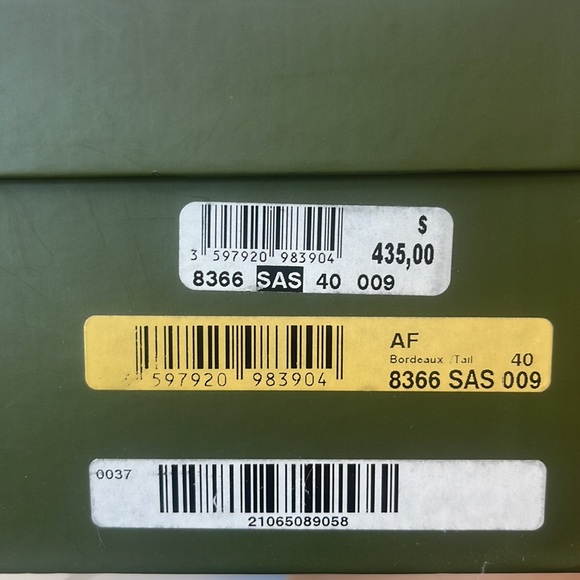 $
3 597920 983904 435,00
8366 SAS 40 009
AF
Bordeaux /Tail 40
597920 983904 8366 SAS 009
0037
21065089058